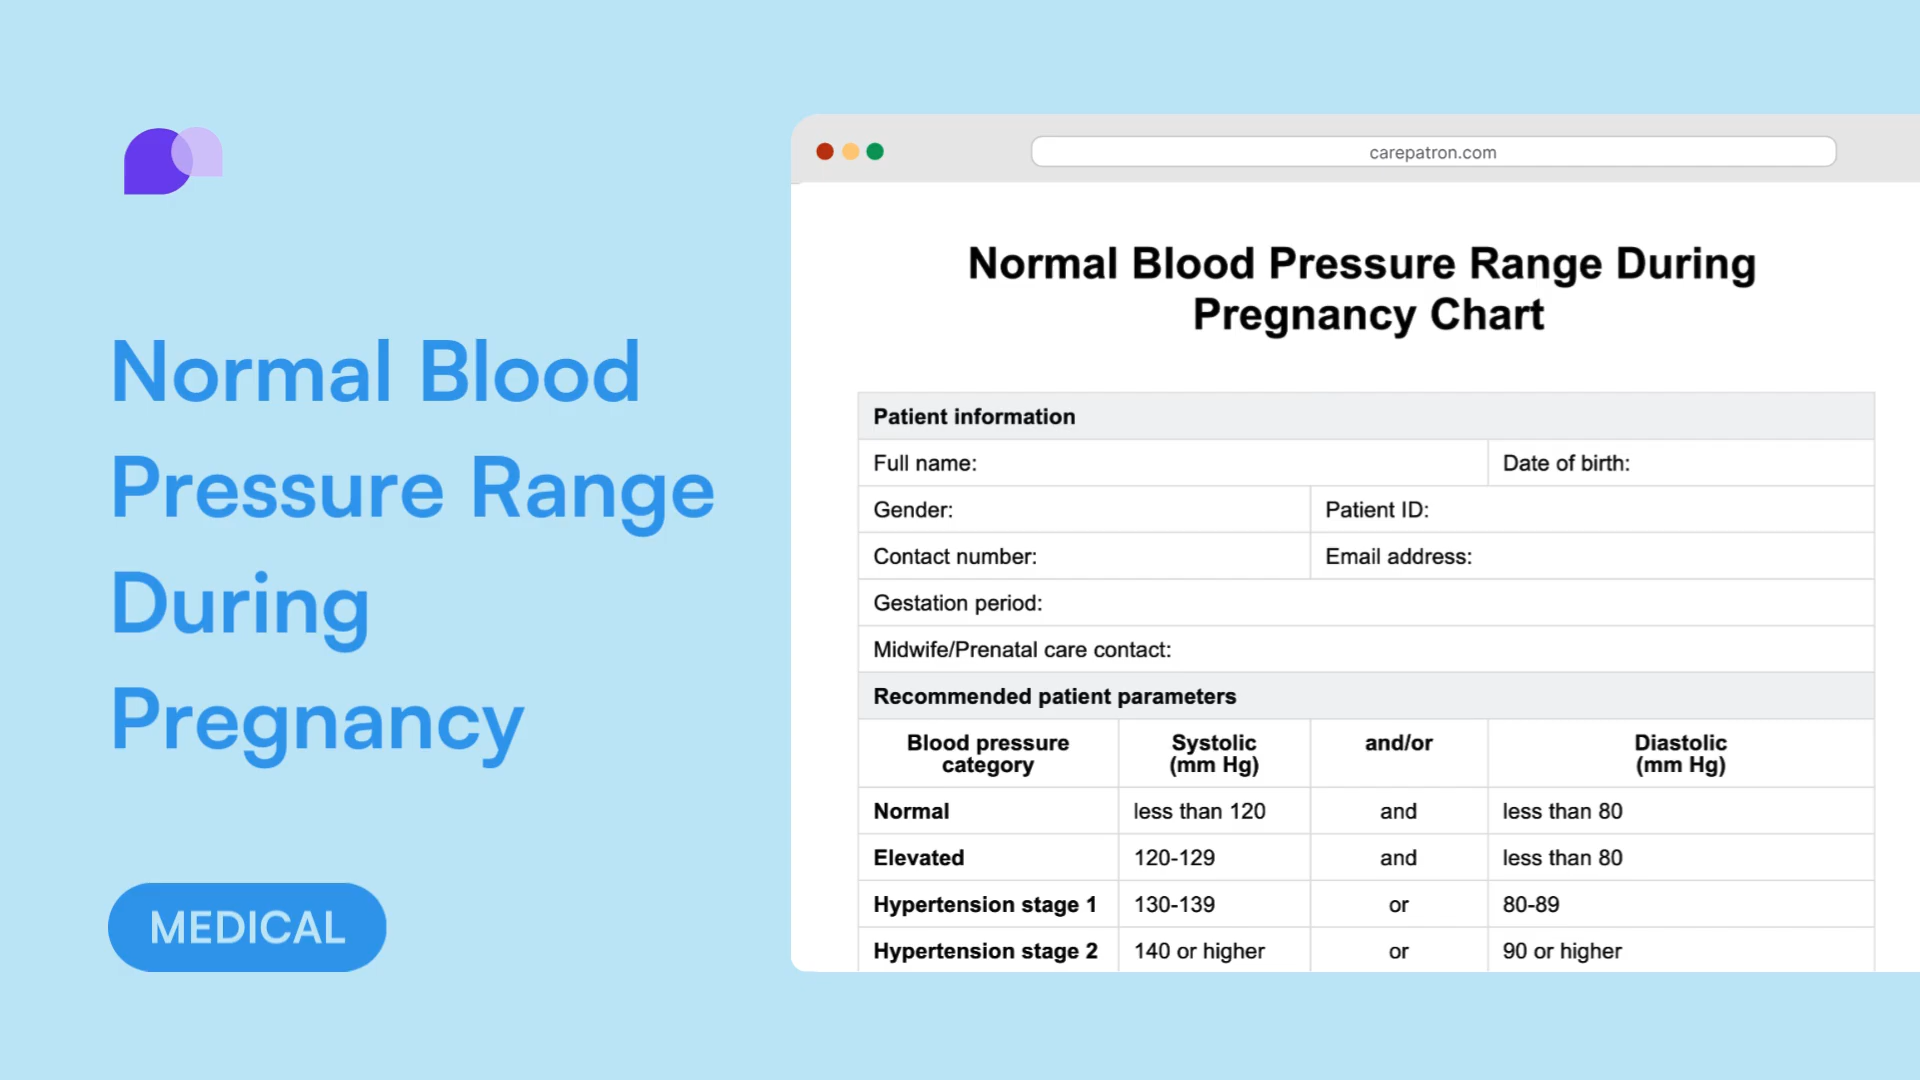 Normal Blood
Pressure Range
During
Pregnancy
MEDICAL
carepatron.com
Normal Blood Pressure Range During
Pregnancy Chart
Patient information
Full name: Date of birth:
Gender: Patient ID:
Contact number: Email address:
Gestation period:
Midwife/Prenatal care contact:
Recommended patient parameters
Blood pressure category Systolic (mm Hg) and/or Diastolic (mm Hg)
Normal less than 120 and less than 80
Elevated 120-129 and less than 80
Hypertension stage 1 130-139 or 80-89
Hypertension stage 2 140 or higher or 90 or higher